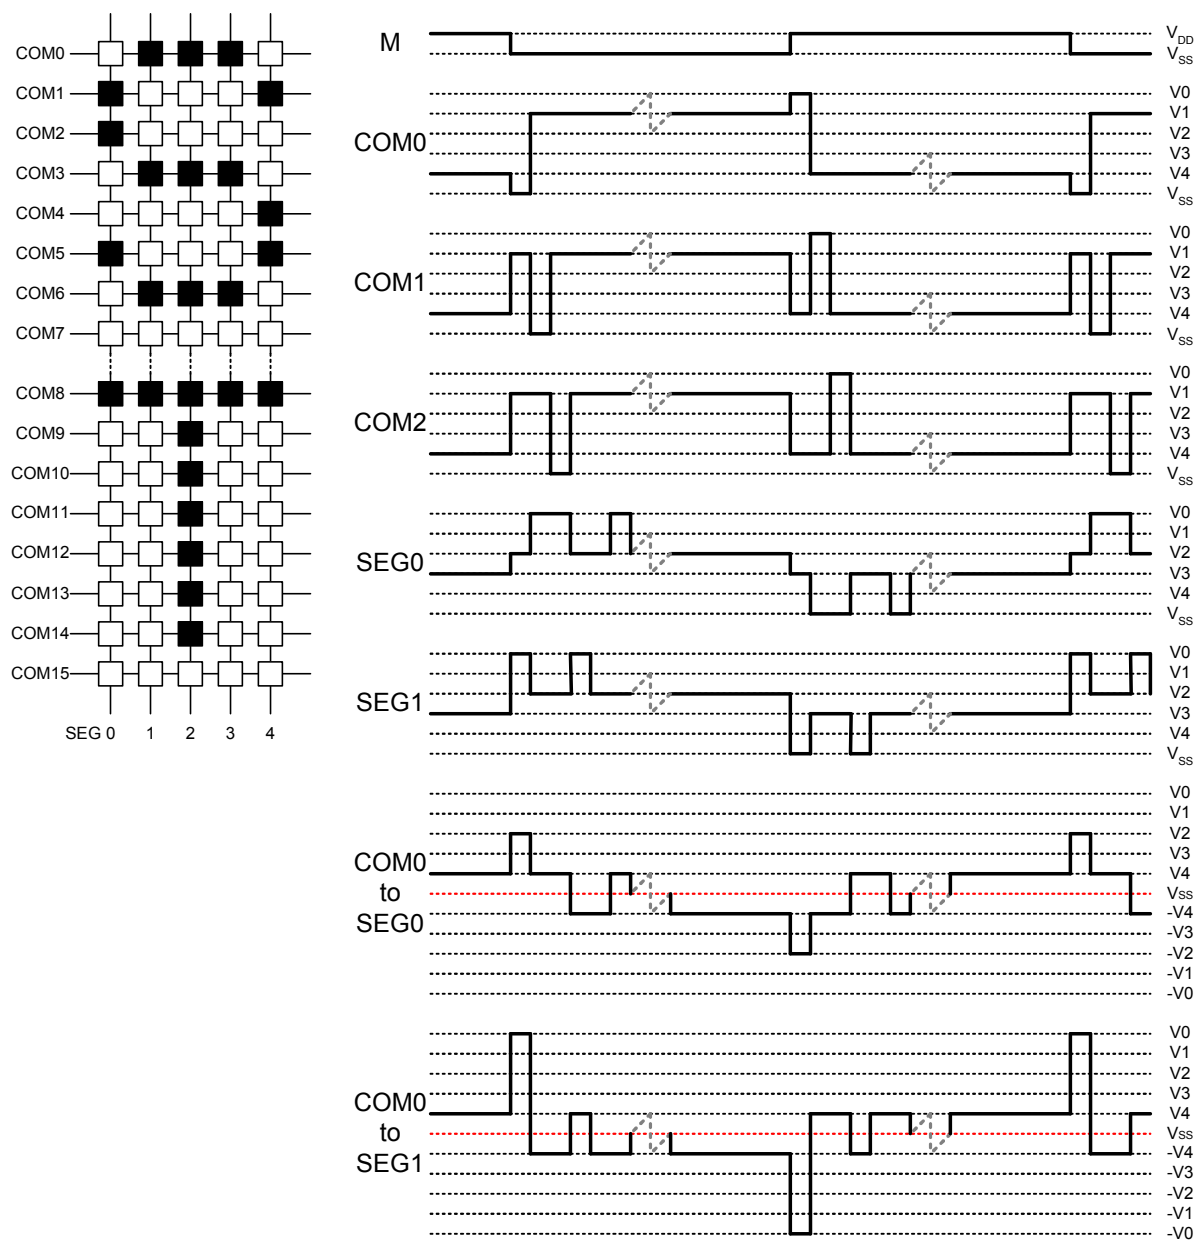 COM0
COM1
COM2
COM3
COM4
COM5
COM6
COM7
COM8
COM9
COM10
COM11
COM12
COM13
COM14
COM15
SEG 0 1 2 3 4
M
VDD
VSS
COM0
V0
V1
V2
V3
V4
VSS
COM1
V0
V1
V2
V3
V4
VSS
COM2
V0
V1
V2
V3
V4
VSS
SEG0
V0
V1
V2
V3
V4
VSS
SEG1
V0
V1
V2
V3
V4
VSS
COM0
to
SEG0
V0
V1
V2
V3
V4
VSS
-V4
-V3
-V2
-V1
-V0
COM0
to
SEG1
V0
V1
V2
V3
V4
VSS
-V4
-V3
-V2
-V1
-V0